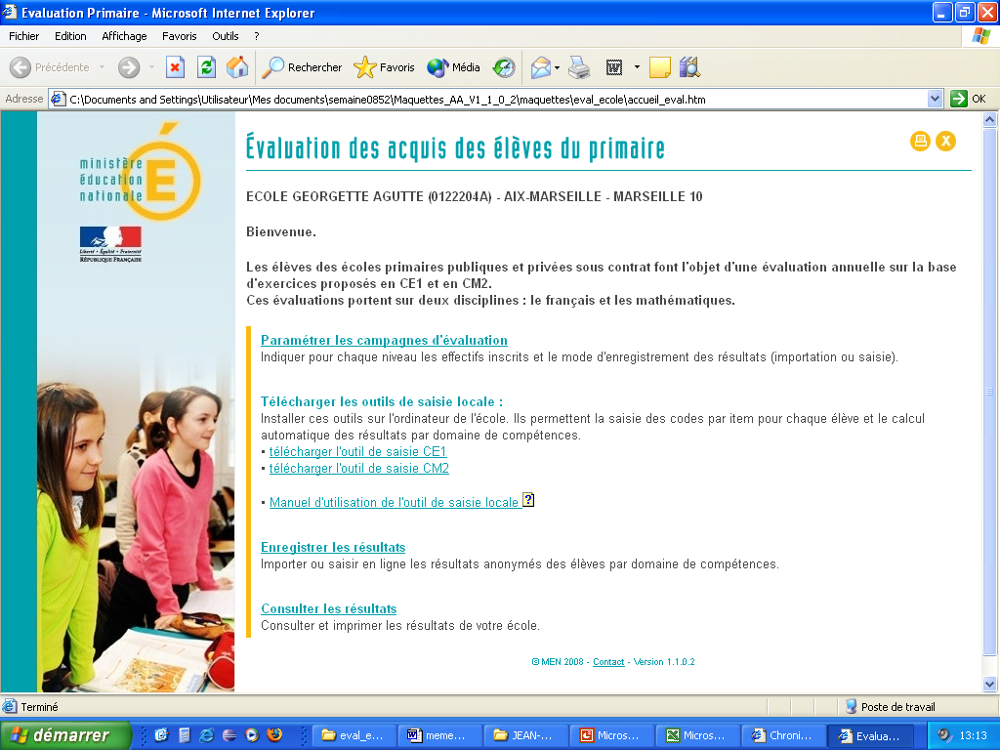 Evaluation Primaire - Microsoft Internet Explorer
Fichier Edition Affichage Favoris Outils ?
Précédente Rechercher Favoris Média
Adresse C:\Documents and Settings\Utilisateur\Mes documents\semaine0852\Maquettes_AA_V1_1_0_2\maquettes\eval_ecole\accueil_eval.htm OK
ministère
éducation
nationale
É
Liberté • Égalité • Fraternité
RÉPUBLIQUE FRANÇAISE
Évaluation des acquis des élèves du primaire
ECOLE GEORGETTE AGUTTE (0122204A) - AIX-MARSEILLE - MARSEILLE 10
Bienvenue.
Les élèves des écoles primaires publiques et privées sous contrat font l'objet d'une évaluation annuelle sur la base
d'exercices proposés en CE1 et en CM2.
Ces évaluations portent sur deux disciplines : le français et les mathématiques.
Paramétrer les campagnes d'évaluation
Indiquer pour chaque niveau les effectifs inscrits et le mode d'enregistrement des résultats (importation ou saisie).
Télécharger les outils de saisie locale :
Installer ces outils sur l'ordinateur de l'école. Ils permettent la saisie des codes par item pour chaque élève et le calcul
automatique des résultats par domaine de compétences.
• télécharger l'outil de saisie CE1
• télécharger l'outil de saisie CM2
• Manuel d'utilisation de l'outil de saisie locale ?
Enregistrer les résultats
Importer ou saisir en ligne les résultats anonymés des élèves par domaine de compétences.
Consulter les résultats
Consulter et imprimer les résultats de votre école.
© MEN 2008 - Contact - Version 1.1.0.2
Terminé Poste de travail
démarrer eval_e... meme... JEAN-... Micros... Micros... Chroni... Evalua... 13:13